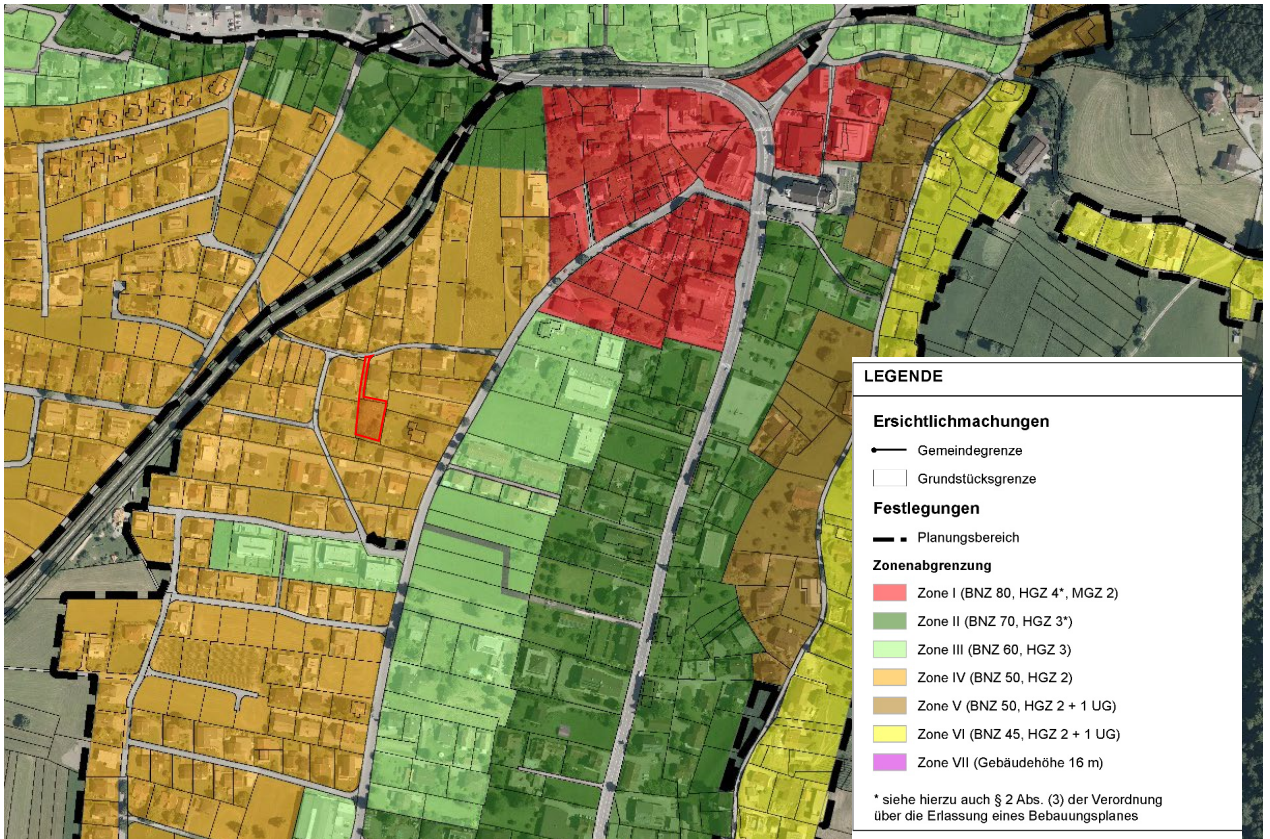 LEGENDE
Ersichtlichmachungen
Gemeindegrenze
Grundstücksgrenze
Festlegungen
Planungsbereich
Zonenabgrenzung
Zone I (BNZ 80, HGZ 4*, MGZ 2)
Zone II (BNZ 70, HGZ 3*)
Zone III (BNZ 60, HGZ 3)
Zone IV (BNZ 50, HGZ 2)
Zone V (BNZ 50, HGZ 2 + 1 UG)
Zone VI (BNZ 45, HGZ 2 + 1 UG)
Zone VII (Gebäudehöhe 16 m)
* siehe hierzu auch § 2 Abs. (3) der Verordnung
über die Erlassung eines Bebauungsplanes